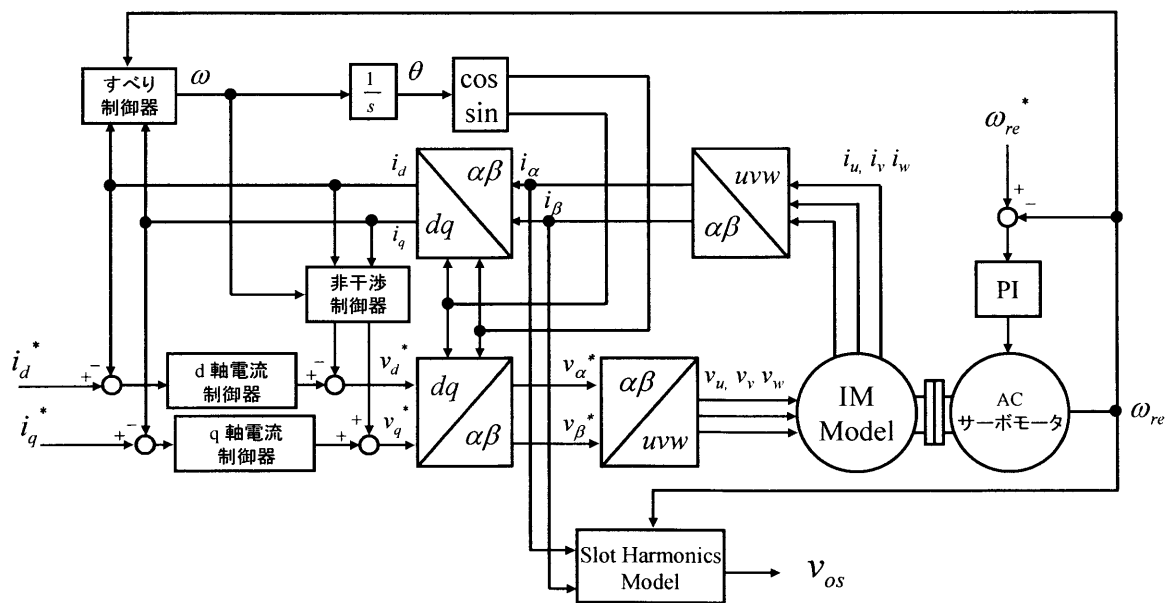 すべり
制御器
ω
1
s
θ
cos
sin
ω_re^*
i_d
αβ
dq
i_q
i_α
i_β
uvw
αβ
i_u, i_v i_w
+
−
PI
非干渉
制御器
i_d^*
+
−
d 軸電流
制御器
+
−
v_d^*
i_q^*
+
−
q 軸電流
制御器
+
+
v_q^*
dq
αβ
v_α^*
v_β^*
αβ
uvw
v_u, v_v v_w
IM
Model
AC
サーボモータ
ω_re
Slot Harmonics
Model
v_os